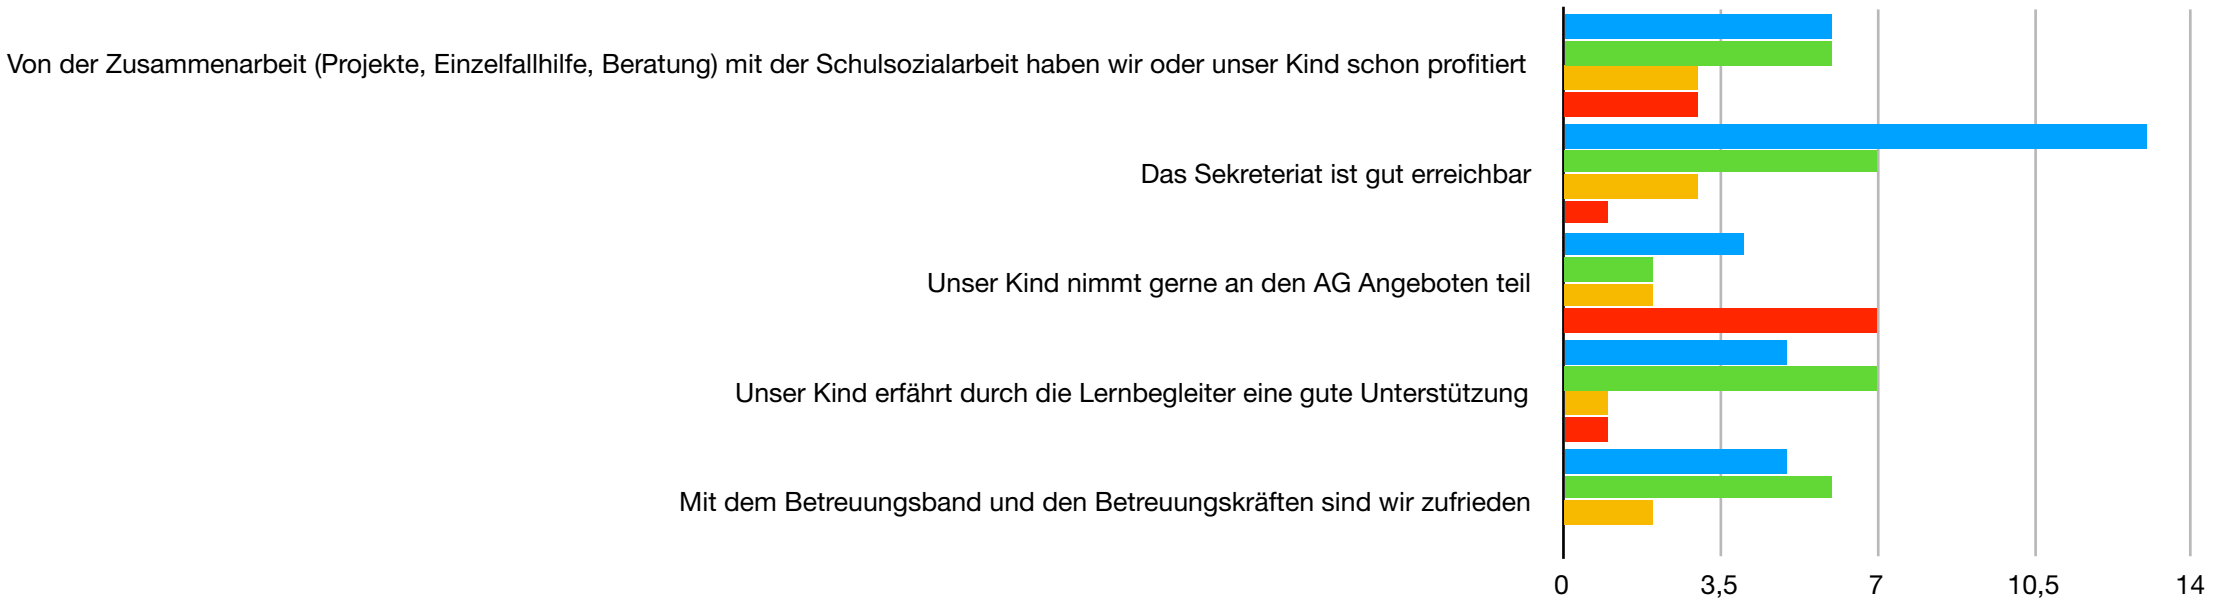 Von der Zusammenarbeit (Projekte, Einzelfallhilfe, Beratung) mit der Schulsozialarbeit haben wir oder unser Kind schon profitiert
Das Sekreteriat ist gut erreichbar
Unser Kind nimmt gerne an den AG Angeboten teil
Unser Kind erfährt durch die Lernbegleiter eine gute Unterstützung
Mit dem Betreuungsband und den Betreuungskräften sind wir zufrieden
0 3,5 7 10,5 14